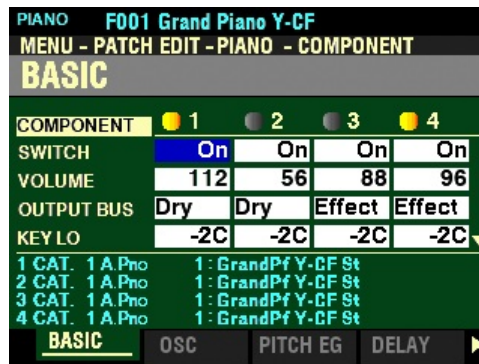 PIANO F001 Grand Piano Y-CF
MENU - PATCH EDIT -PIANO - COMPONENT
BASIC
COMPONENT 1 2 3 4
SWITCH On On On On
VOLUME 112 56 88 96
OUTPUT BUS Dry Dry Effect Effect
KEY LO -2C -2C -2C -2C
1 CAT. 1 A.Pno 1: GrandPf Y-CF St
2 CAT. 1 A.Pno 1: GrandPf Y-CF St
3 CAT. 1 A.Pno 1: GrandPf Y-CF St
4 CAT. 1 A.Pno 1: GrandPf Y-CF St
BASIC OSC PITCH EG DELAY